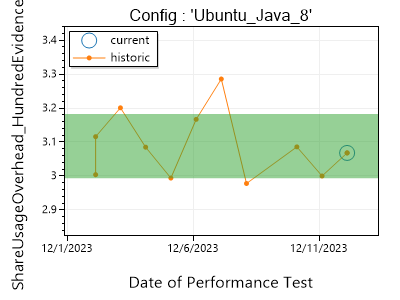 Config : 'Ubuntu_Java_8'
current
historic
ShareUsageOverhead_HundredEvidence
3.4
3.3
3.2
3.1
3
2.9
12/1/2023
12/6/2023
12/11/2023
Date of Performance Test